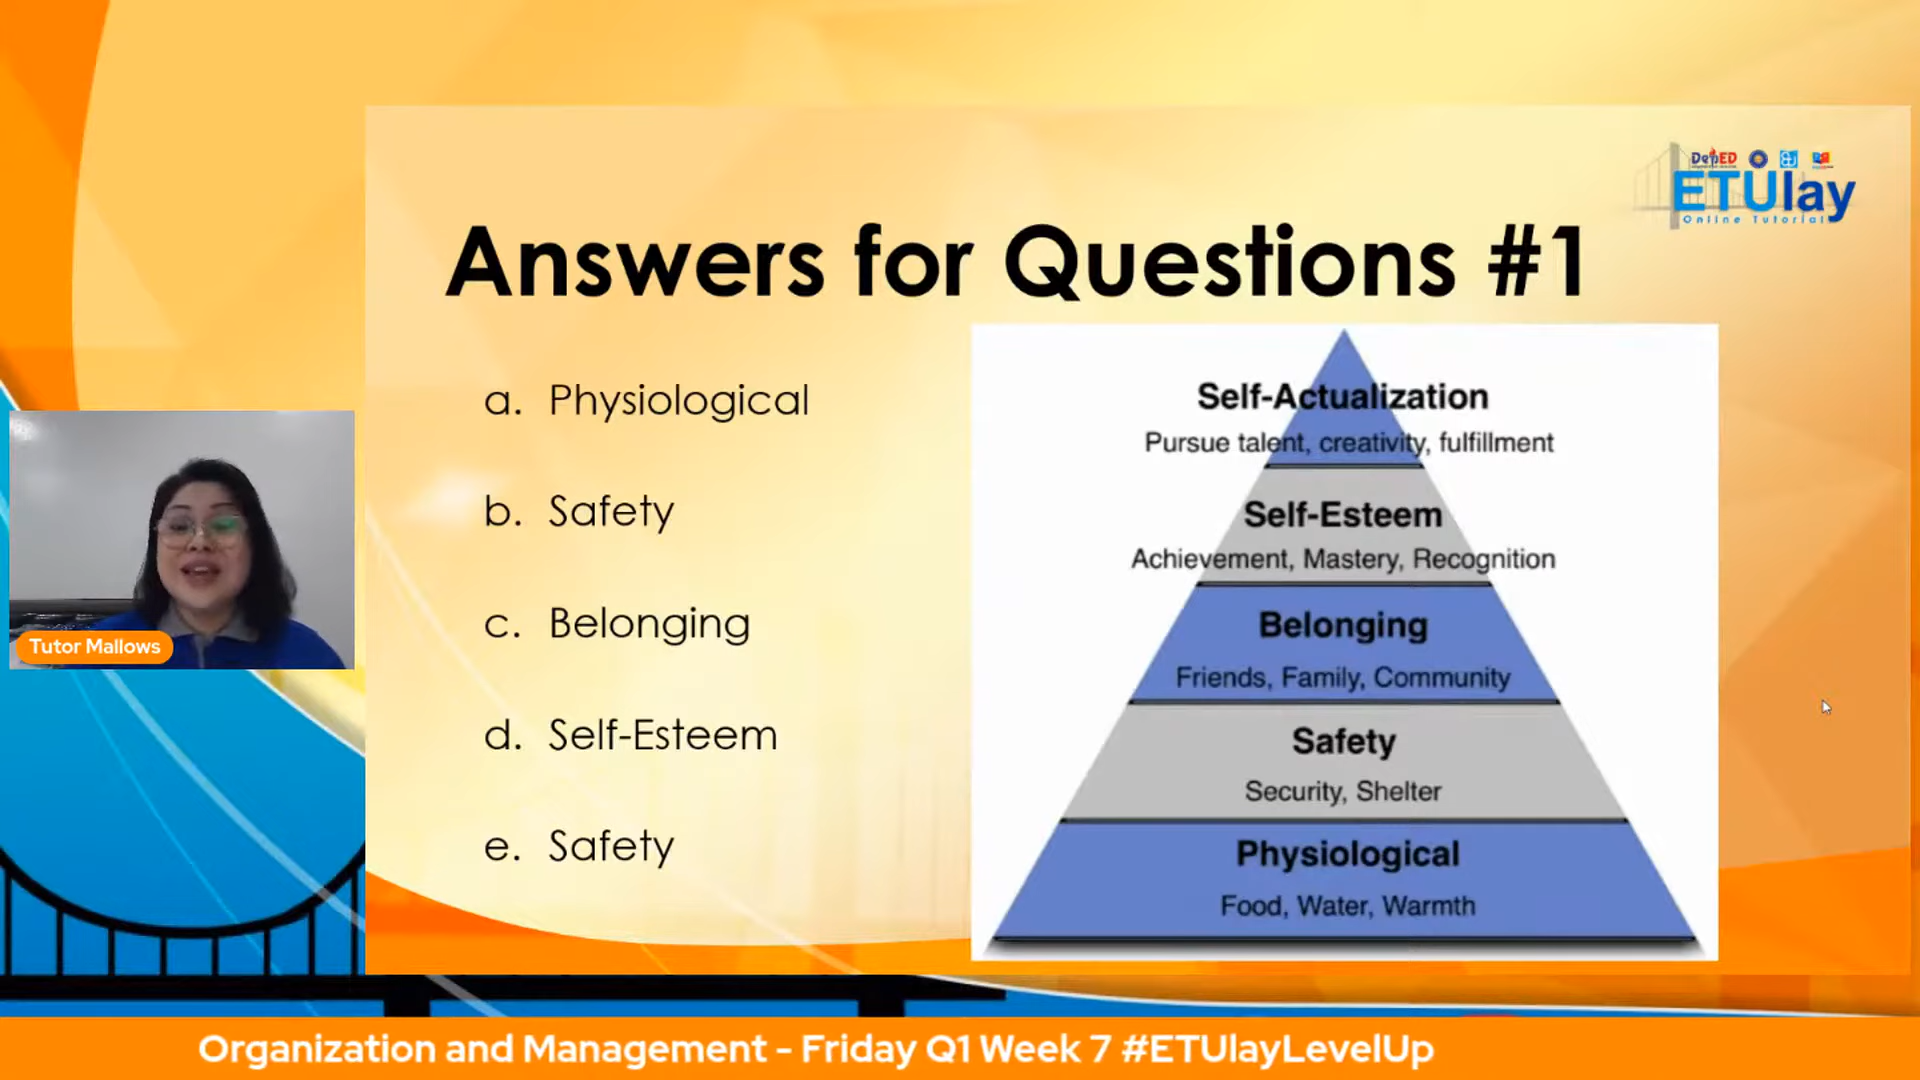 DepED
ETUlay
Online Tutorial
Answers for Questions #1
a. Physiological
b. Safety
c. Belonging
d. Self-Esteem
e. Safety
Self-Actualization
Pursue talent, creativity, fulfillment
Self-Esteem
Achievement, Mastery, Recognition
Belonging
Friends, Family, Community
Safety
Security, Shelter
Physiological
Food, Water, Warmth
Tutor Mallows
Organization and Management - Friday Q1 Week 7 #ETUlayLevelUp